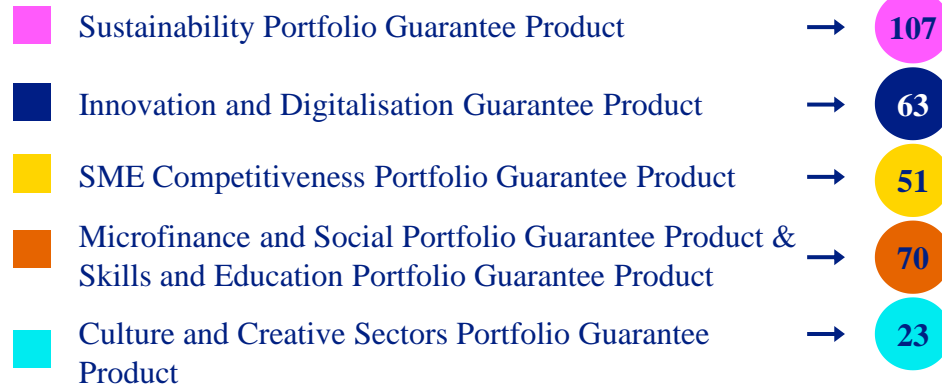 Sustainability Portfolio Guarantee Product → 107
Innovation and Digitalisation Guarantee Product → 63
SME Competitiveness Portfolio Guarantee Product → 51
Microfinance and Social Portfolio Guarantee Product &
Skills and Education Portfolio Guarantee Product → 70
Culture and Creative Sectors Portfolio Guarantee → 23
Product